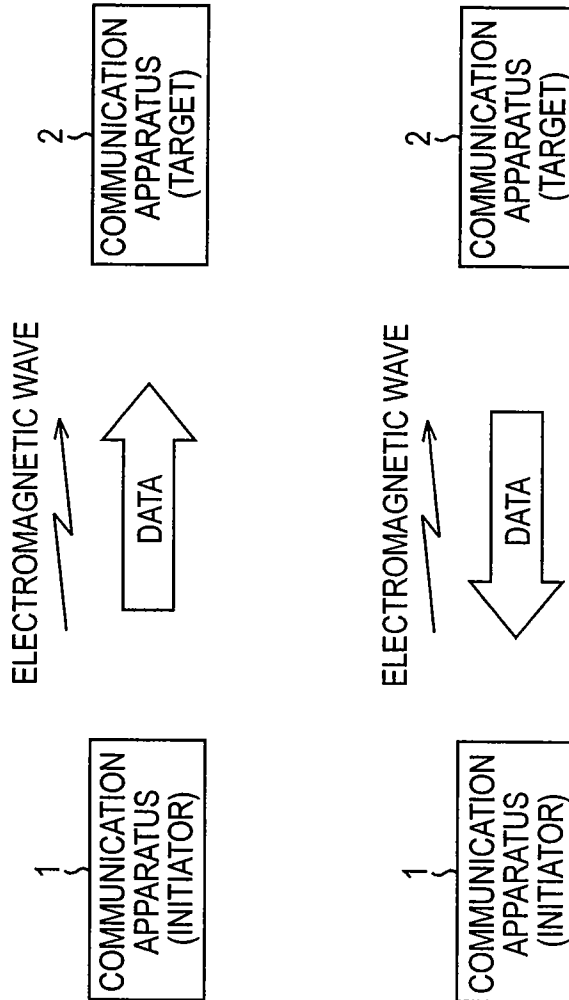 1
COMMUNICATION
APPARATUS
(INITIATOR)
ELECTROMAGNETIC WAVE
DATA
2
COMMUNICATION
APPARATUS
(TARGET)
1
COMMUNICATION
APPARATUS
(INITIATOR)
ELECTROMAGNETIC WAVE
DATA
2
COMMUNICATION
APPARATUS
(TARGET)